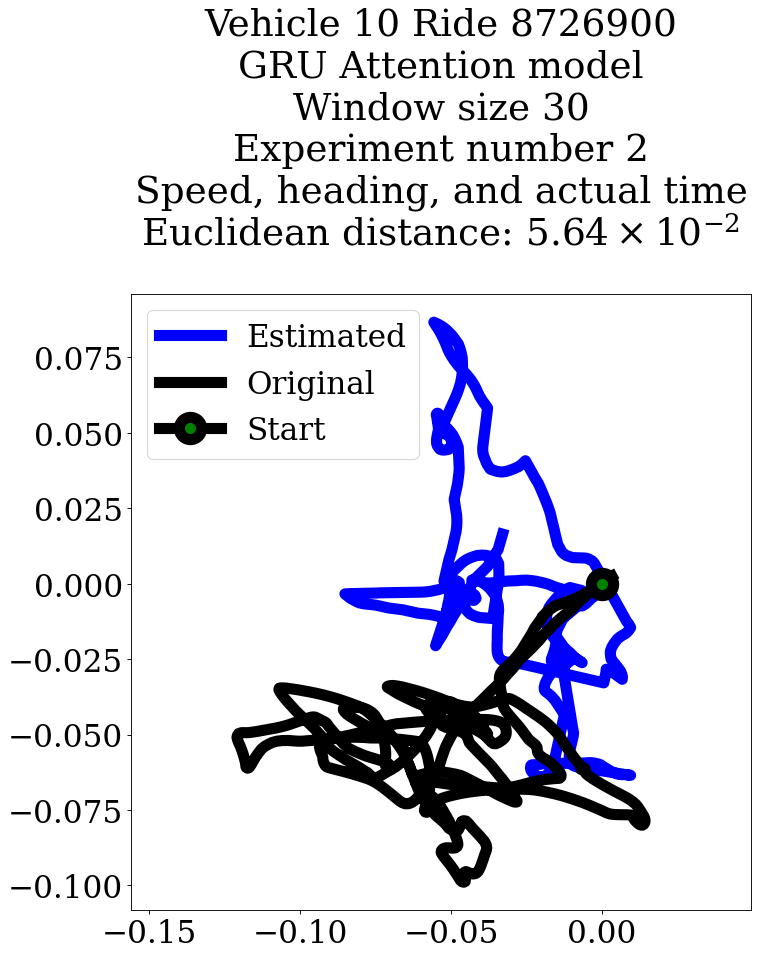 Vehicle 10 Ride 8726900
GRU Attention model
Window size 30
Experiment number 2
Speed, heading, and actual time
Euclidean distance: 5.64 × 10⁻²
Estimated
Original
Start
0.075
0.050
0.025
0.000
−0.025
−0.050
−0.075
−0.100
−0.15
−0.10
−0.05
0.00